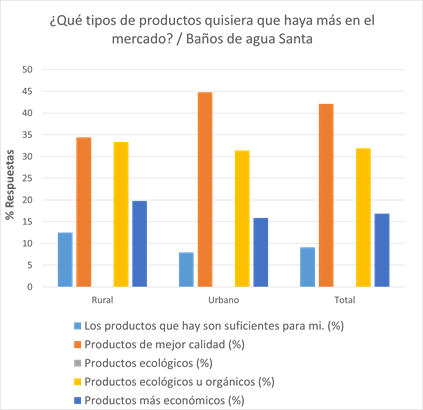 ¿Qué tipos de productos quisiera que haya más en el
mercado? / Baños de agua Santa
50
45
40
35
30
25
20
15
10
5
0
% Respuestas
Rural
Urbano
Total
Los productos que hay son suficientes para mi. (%)
Productos de mejor calidad (%)
Productos ecológicos (%)
Productos ecológicos u orgánicos (%)
Productos más económicos (%)